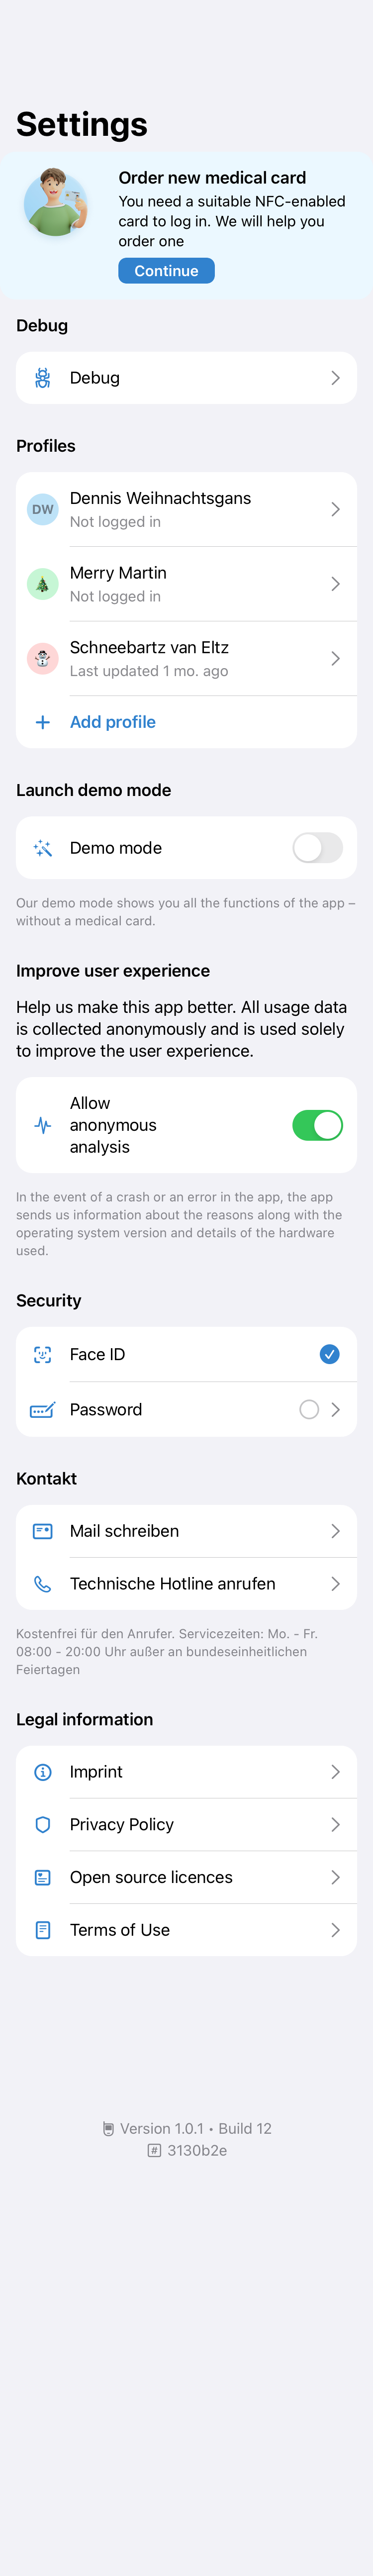 Settings
Order new medical card
You need a suitable NFC-enabled
card to log in. We will help you
order one
Continue
Debug
Debug
Profiles
DW
Dennis Weihnachtsgans
Not logged in
Merry Martin
Not logged in
Schneebartz van Eltz
Last updated 1 mo. ago
Add profile
Launch demo mode
Demo mode
Our demo mode shows you all the functions of the app –
without a medical card.
Improve user experience
Help us make this app better. All usage data
is collected anonymously and is used solely
to improve the user experience.
Allow
anonymous
analysis
In the event of a crash or an error in the app, the app
sends us information about the reasons along with the
operating system version and details of the hardware
used.
Security
Face ID
Password
Kontakt
Mail schreiben
Technische Hotline anrufen
Kostenfrei für den Anrufer. Servicezeiten: Mo. - Fr.
08:00 - 20:00 Uhr außer an bundeseinheitlichen
Feiertagen
Legal information
Imprint
Privacy Policy
Open source licences
Terms of Use
Version 1.0.1 • Build 12
# 3130b2e